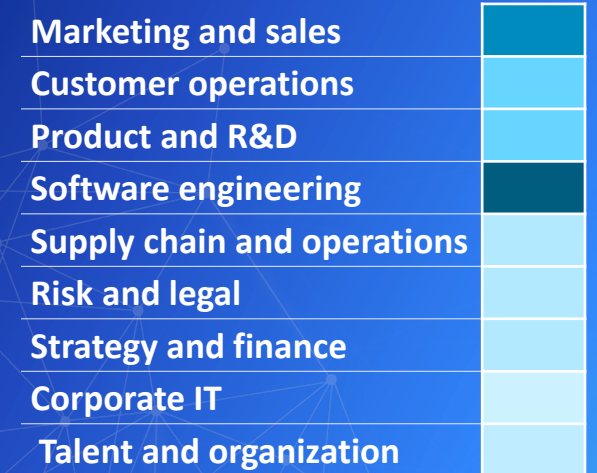 Marketing and sales
Customer operations
Product and R&D
Software engineering
Supply chain and operations
Risk and legal
Strategy and finance
Corporate IT
Talent and organization